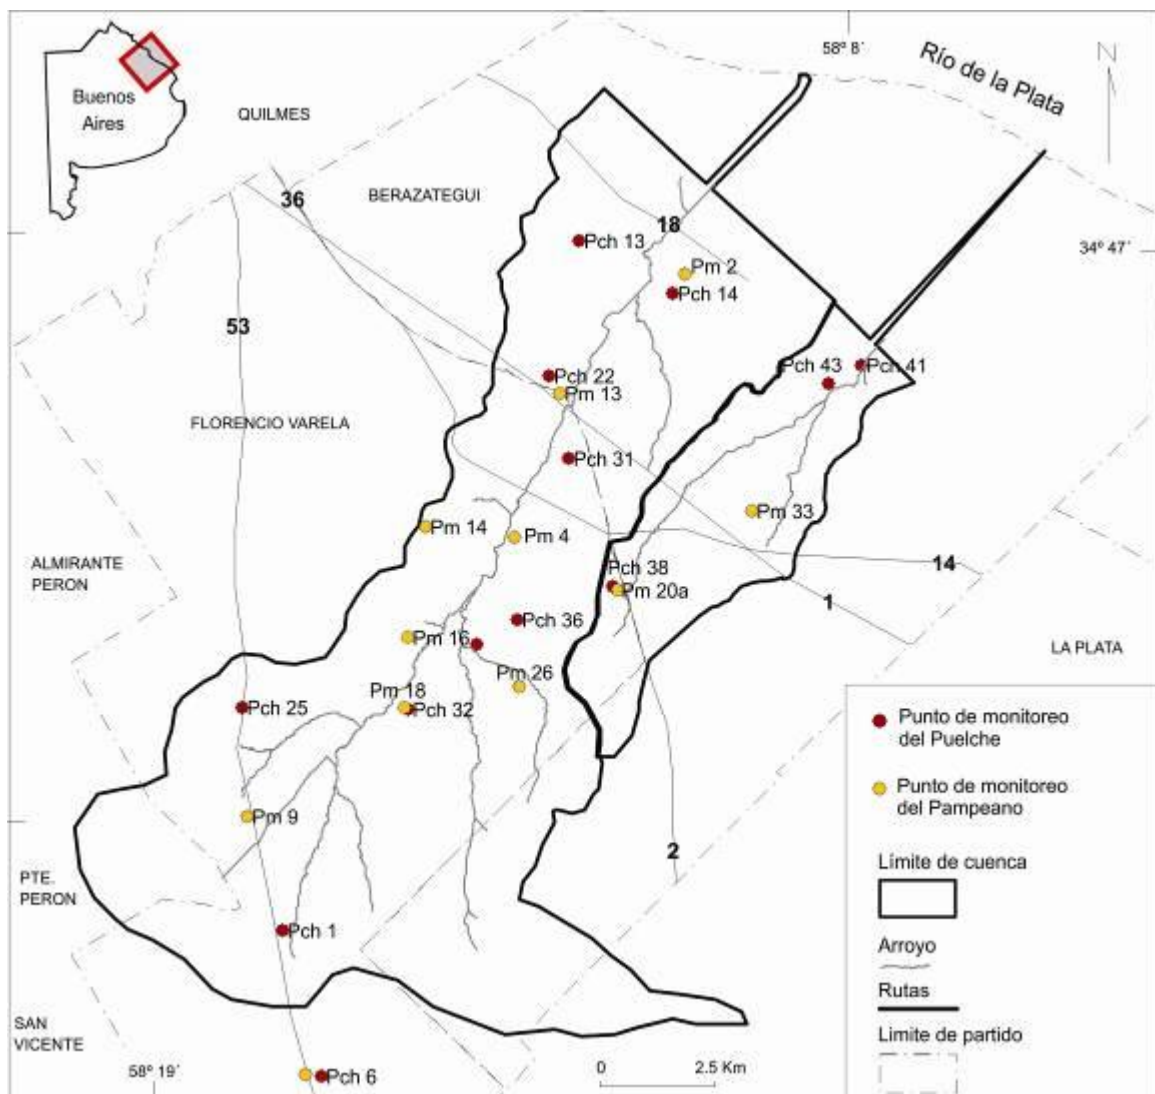 58º 8´
Río de la Plata
N
Buenos
Aires
QUILMES
36
BERAZATEGUI
18
Pch 13
34º 47´
Pm 2
Pch 14
53
Pch 22
Pch 43
Pch 41
Pm 13
FLORENCIO VARELA
Pch 31
Pm 33
Pm 14
Pm 4
ALMIRANTE
PERON
14
Pch 38
Pm 20a
1
Pch 36
Pm 16
LA PLATA
Pm 26
Pm 18
Pch 25
Pch 32
Pm 9
2
PTE.
PERON
Pch 1
SAN
VICENTE
58º 19´
Pch 6
0 2.5 Km
Punto de monitoreo
del Puelche
Punto de monitoreo
del Pampeano
Límite de cuenca
Arroyo
Rutas
Limite de partido